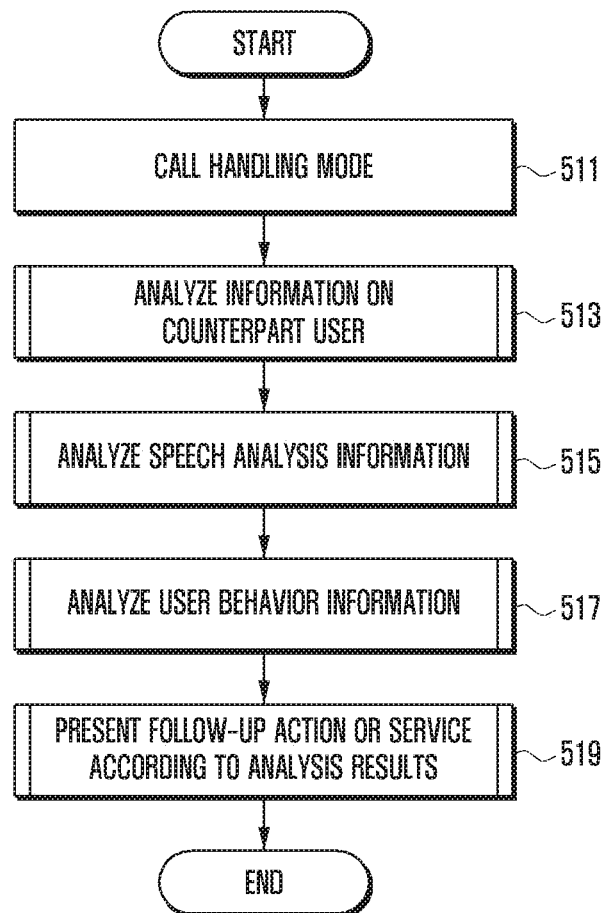 START
CALL HANDLING MODE
511
ANALYZE INFORMATION ON
COUNTERPART USER
513
ANALYZE SPEECH ANALYSIS INFORMATION
515
ANALYZE USER BEHAVIOR INFORMATION
517
PRESENT FOLLOW-UP ACTION OR SERVICE
ACCORDING TO ANALYSIS RESULTS
519
END